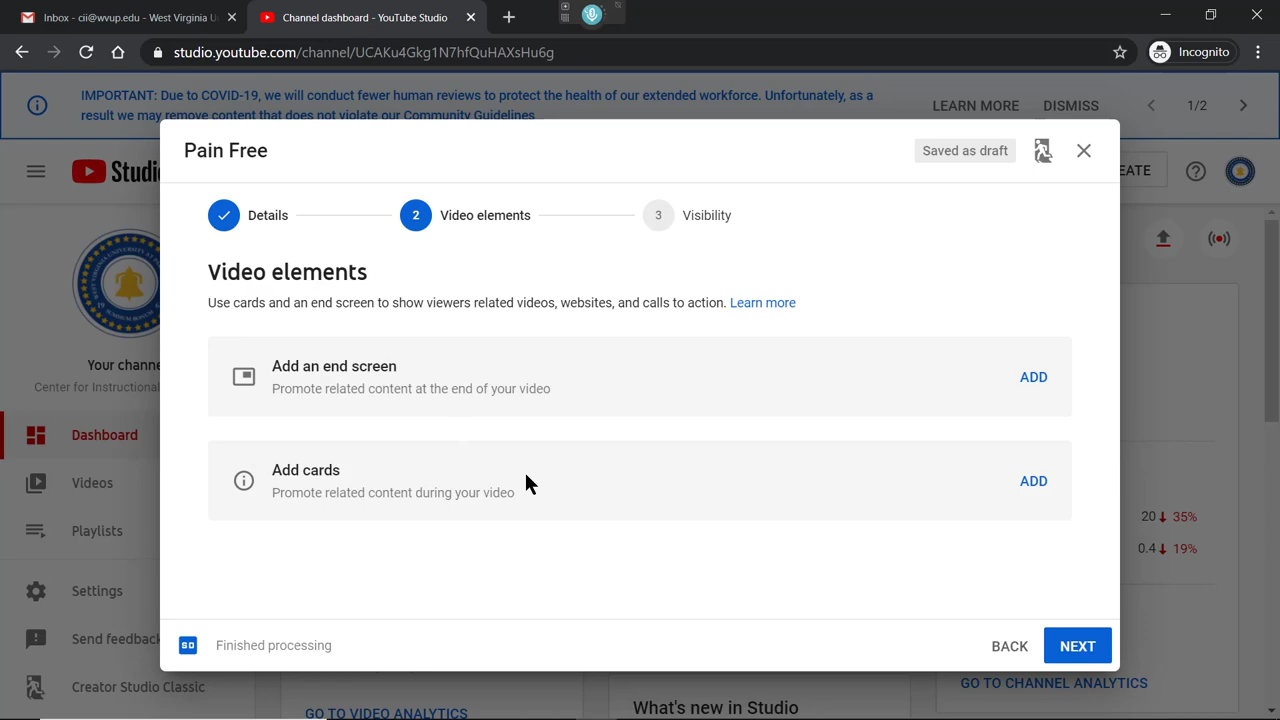 Inbox - cii@wvup.edu - West Virginia U
Channel dashboard - YouTube Studio
studio.youtube.com/channel/UCAKu4Gkg1N7hfQuHAXsHu6g
Incognito
IMPORTANT: Due to COVID-19, we will conduct fewer human reviews to protect the health of our extended workforce. Unfortunately, as a
result we may remove content that does not violate our Community Guidelines
LEARN MORE
DISMISS
1/2
Studio
EATE
Pain Free
Saved as draft
Details
2
Video elements
3
Visibility
Video elements
Use cards and an end screen to show viewers related videos, websites, and calls to action. Learn more
Add an end screen
Promote related content at the end of your video
ADD
Add cards
Promote related content during your video
ADD
SD
Finished processing
BACK
NEXT
Your channe
Center for Instructional
Dashboard
Videos
Playlists
Settings
Send feedback
Creator Studio Classic
20 35%
0.4 19%
GO TO VIDEO ANALYTICS
What's new in Studio
GO TO CHANNEL ANALYTICS